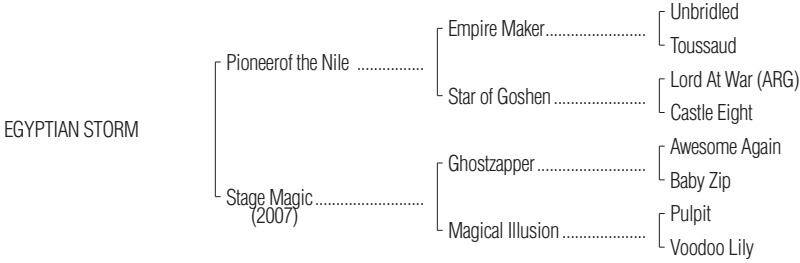 Unbridled
Empire Maker.........................
Toussaud
Pioneerof the Nile ................
Lord At War (ARG)
Star of Goshen.......................
Castle Eight
EGYPTIAN STORM
Awesome Again
Ghostzapper...........................
Baby Zip
Stage Magic...........................
(2007)
Pulpit
Magical Illusion.....................
Voodoo Lily